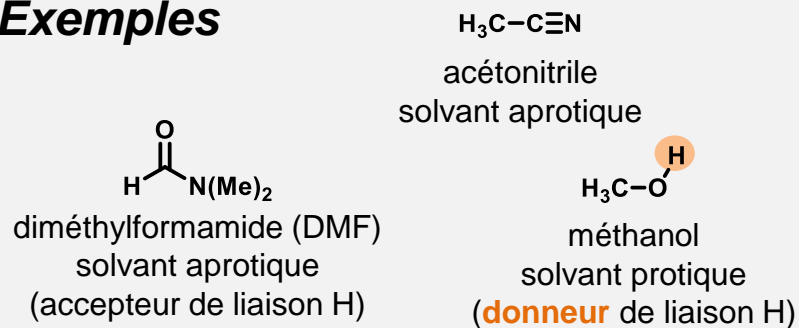 Exemples
H₃C–C≡N
acétonitrile
solvant aprotique
O
H N(Me)₂
diméthylformamide (DMF)
solvant aprotique
(accepteur de liaison H)
H
H₃C–O
méthanol
solvant protique
(donneur de liaison H)